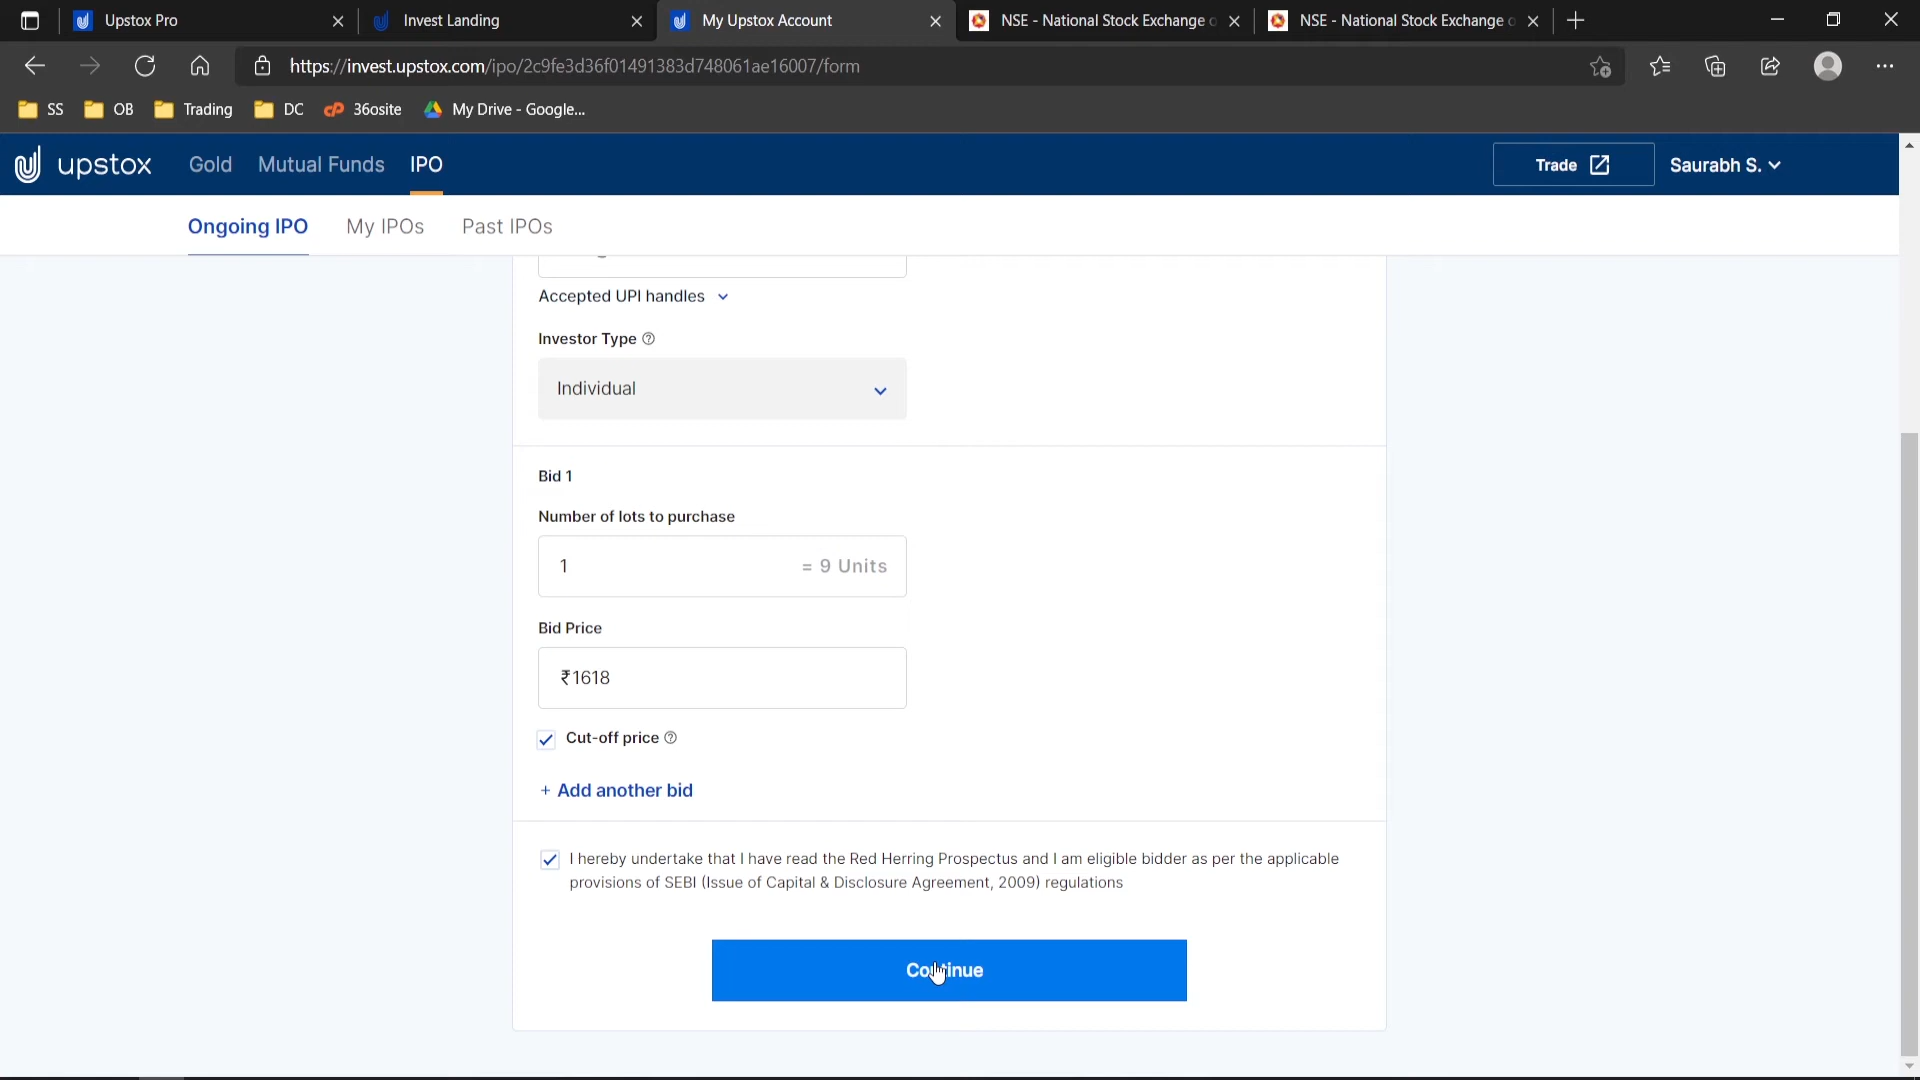 Upstox Pro
Invest Landing
My Upstox Account
NSE - National Stock Exchange o
NSE - National Stock Exchange o
https://invest.upstox.com/ipo/2c9fe3d36f01491383d748061ae16007/form
SS
OB
Trading
DC
36osite
My Drive - Google...
upstox
Gold
Mutual Funds
IPO
Trade
Saurabh S.
Ongoing IPO
My IPOs
Past IPOs
Accepted UPI handles
Investor Type
Individual
Bid 1
Number of lots to purchase
1 = 9 Units
Bid Price
₹1618
Cut-off price
+ Add another bid
I hereby undertake that I have read the Red Herring Prospectus and I am eligible bidder as per the applicable
provisions of SEBI (Issue of Capital & Disclosure Agreement, 2009) regulations
Continue